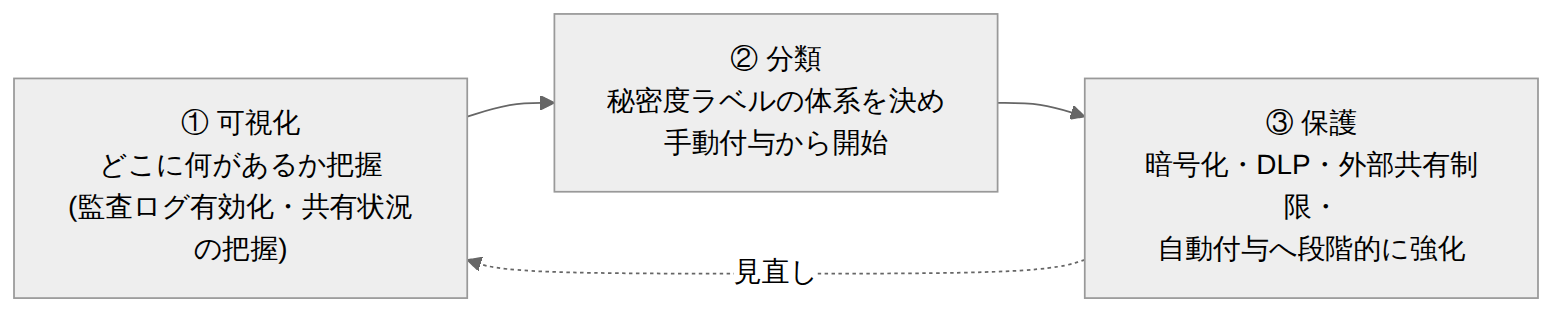 ① 可視化
どこに何があるか把握
(監査ログ有効化・共有状況
の把握)
② 分類
秘密度ラベルの体系を決め
手動付与から開始
③ 保護
暗号化・DLP・外部共有制
限・
自動付与へ段階的に強化
見直し